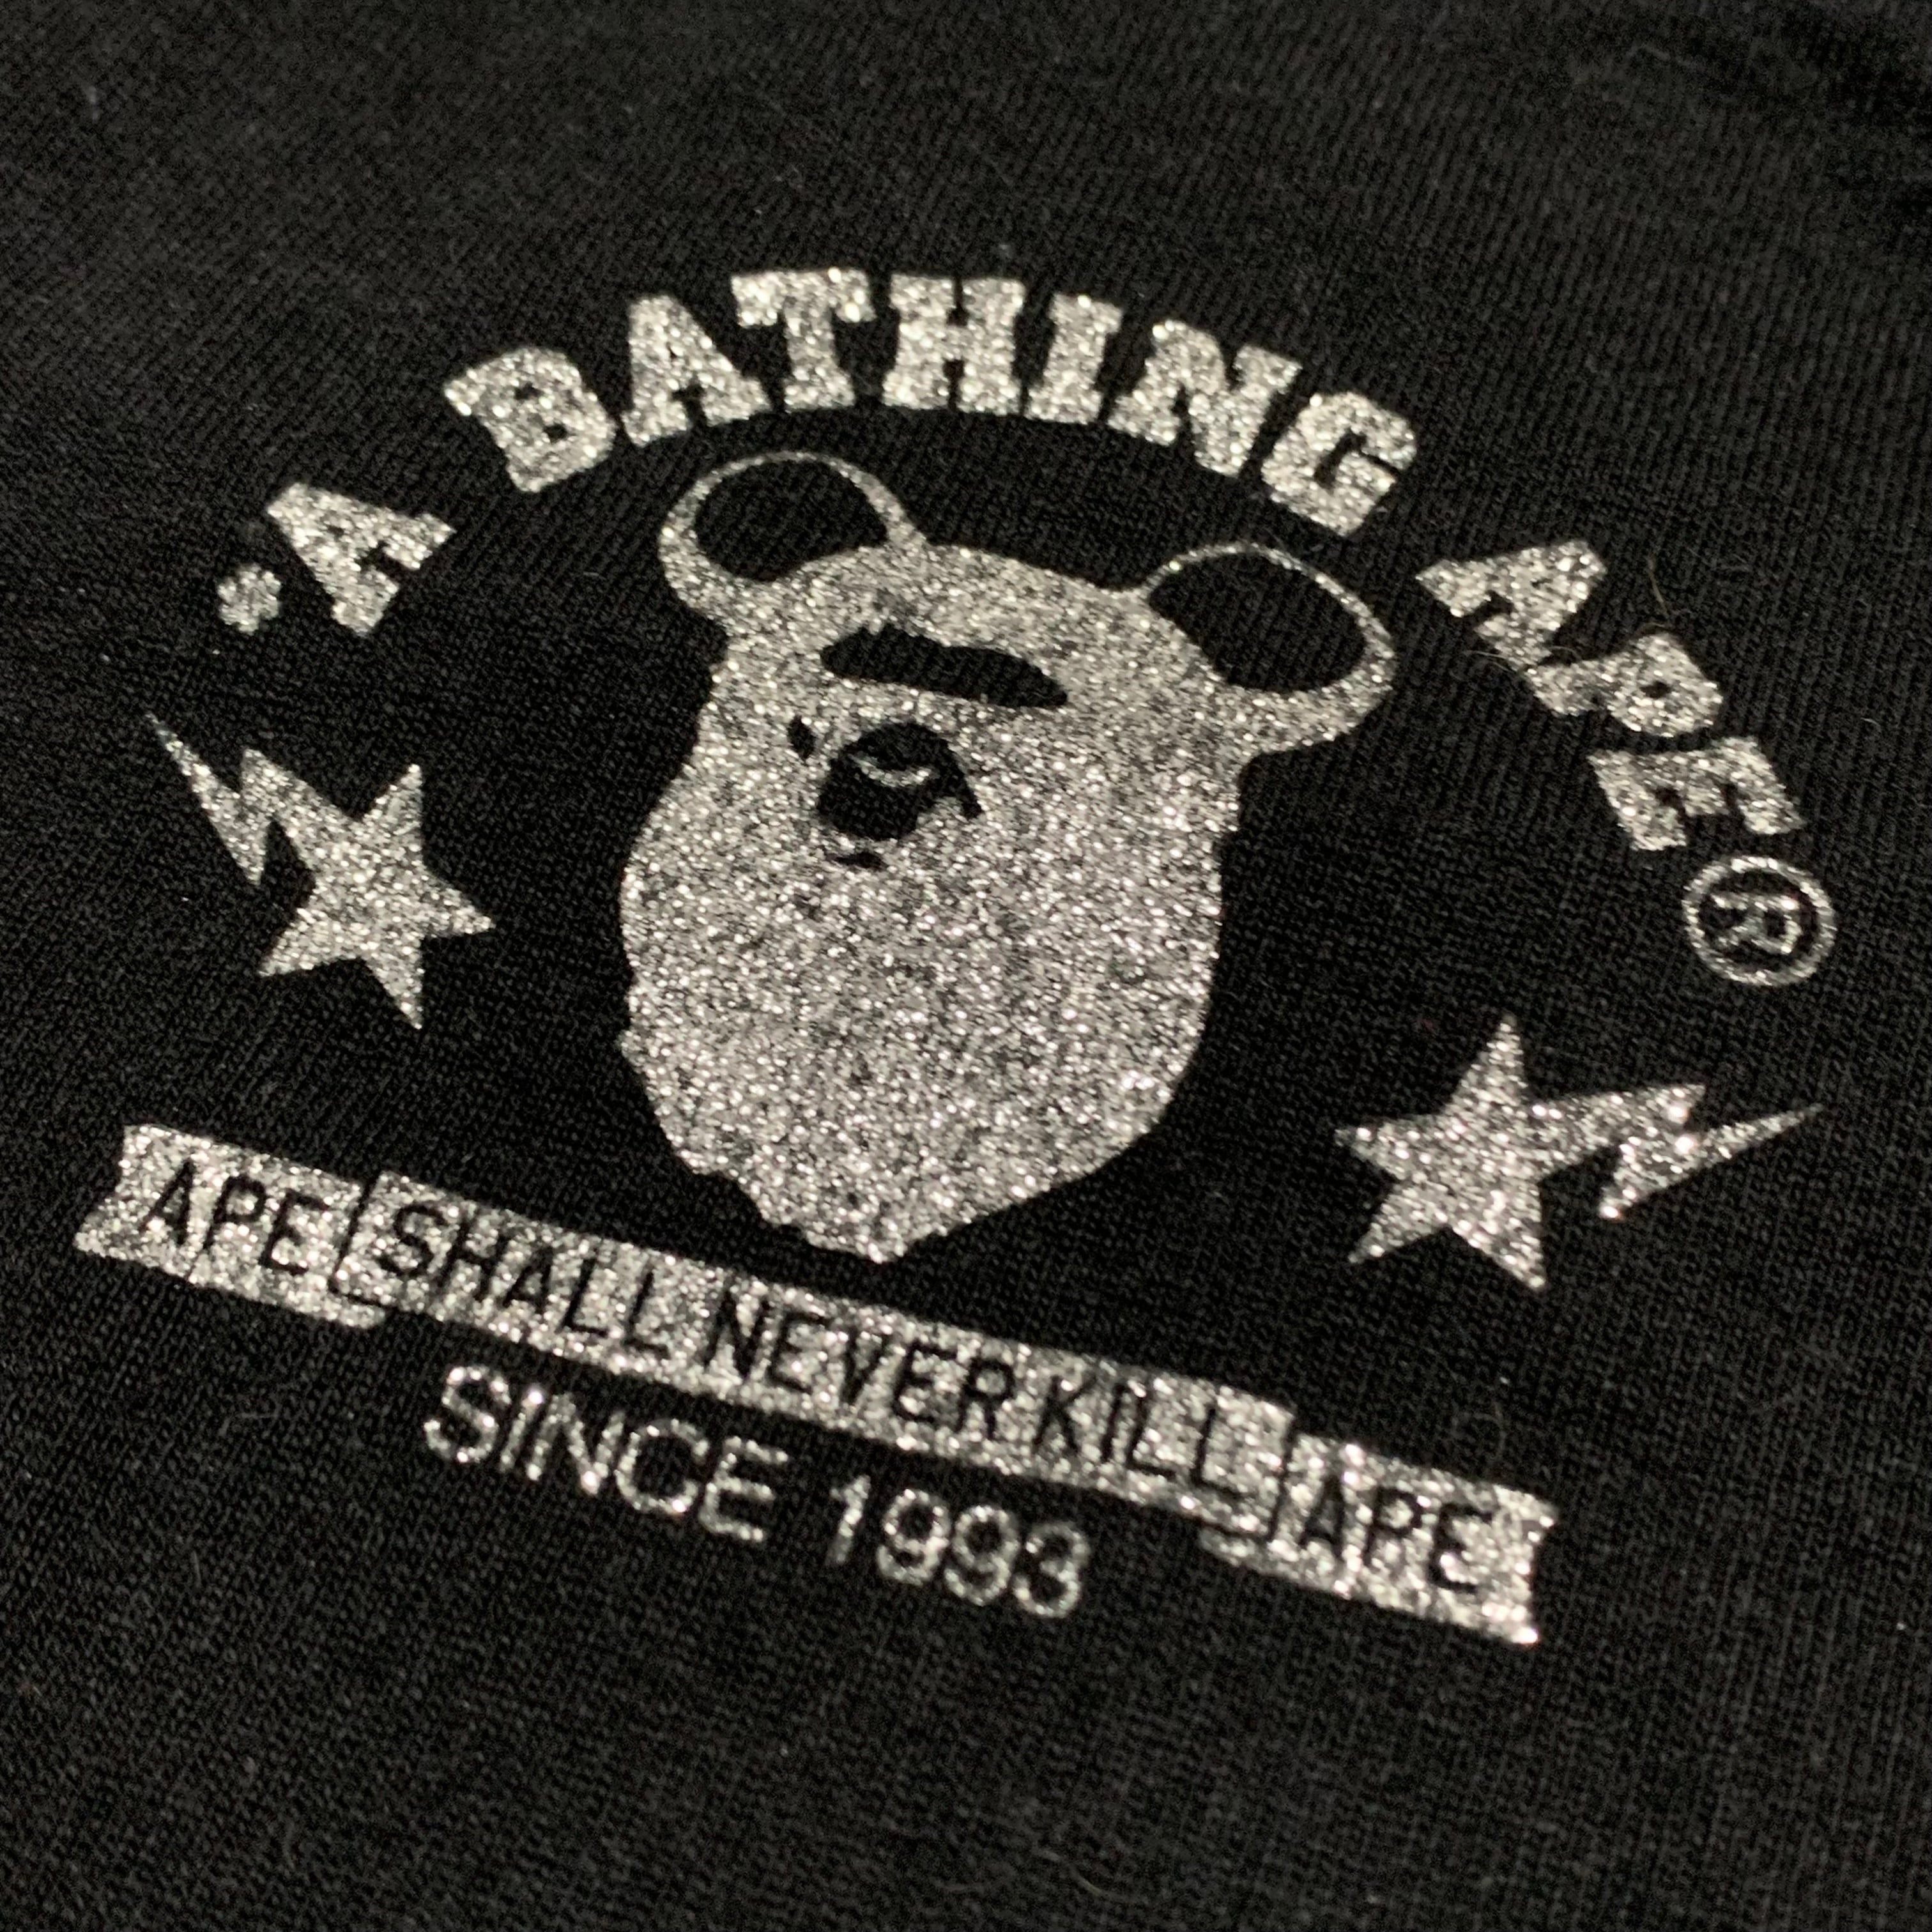 •A BATHING APE®
APE SHALL NEVER KILL APE
SINCE 1993